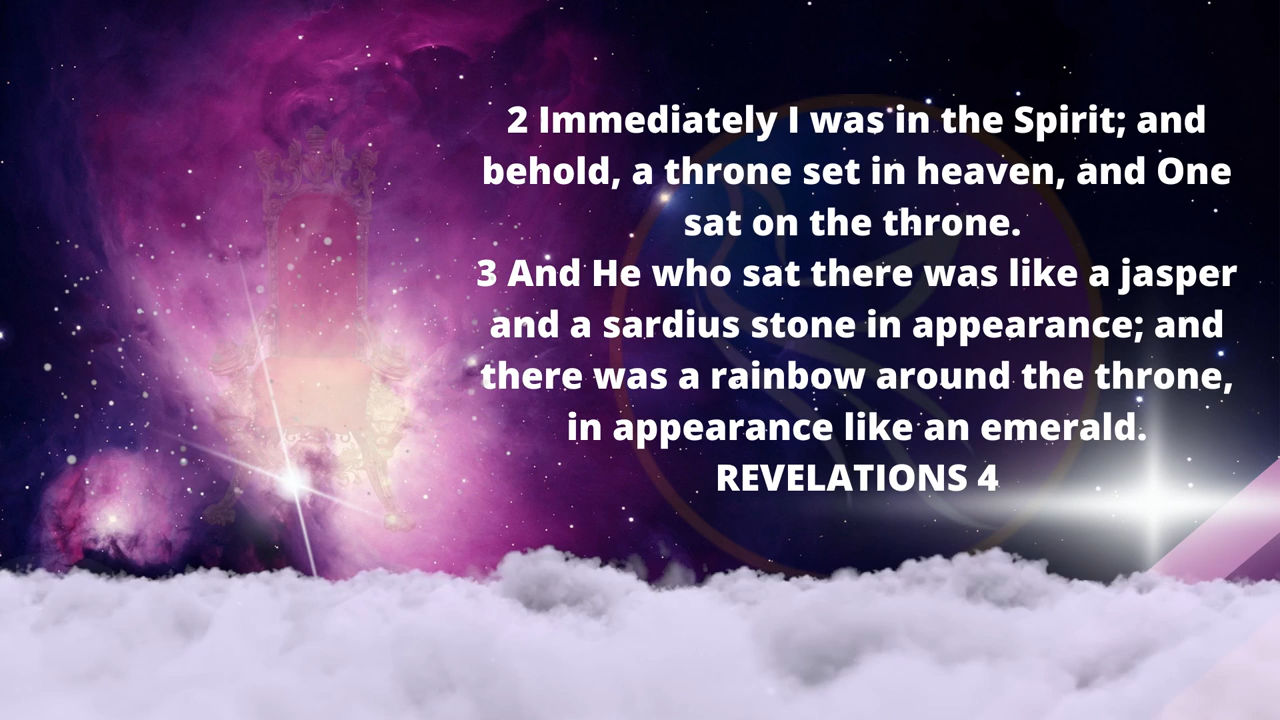 2 Immediately I was in the Spirit; and
behold, a throne set in heaven, and One
sat on the throne.
3 And He who sat there was like a jasper
and a sardius stone in appearance; and
there was a rainbow around the throne,
in appearance like an emerald.
REVELATIONS 4